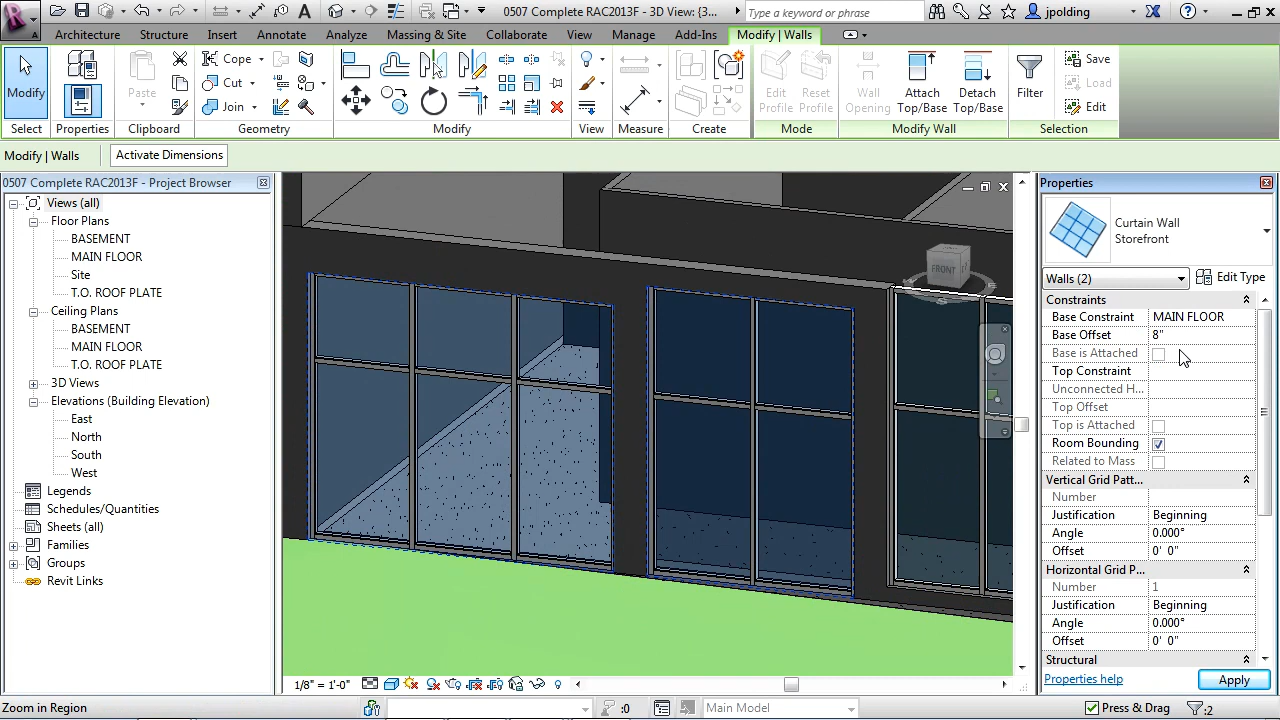 0507 Complete RAC2013F - 3D View: {3...
Type a keyword or phrase
jpolding
Architecture
Structure
Insert
Annotate
Analyze
Massing & Site
Collaborate
View
Manage
Add-Ins
Modify | Walls
Modify
Paste
Cope
Cut
Join
Edit Profile
Reset Profile
Wall Opening
Attach Top/Base
Detach Top/Base
Filter
Save
Load
Edit
Select
Properties
Clipboard
Geometry
Modify
View
Measure
Create
Mode
Modify Wall
Selection
Modify | Walls
Activate Dimensions
0507 Complete RAC2013F - Project Browser
Views (all)
Floor Plans
BASEMENT
MAIN FLOOR
Site
T.O. ROOF PLATE
Ceiling Plans
BASEMENT
MAIN FLOOR
T.O. ROOF PLATE
3D Views
Elevations (Building Elevation)
East
North
South
West
Legends
Schedules/Quantities
Sheets (all)
Families
Groups
Revit Links
FRONT
1/8" = 1'-0"
Properties
Curtain Wall
Storefront
Walls (2)
Edit Type
Constraints
Base Constraint MAIN FLOOR
Base Offset 8"
Base is Attached
Top Constraint
Unconnected H...
Top Offset
Top is Attached
Room Bounding
Related to Mass
Vertical Grid Patt...
Number
Justification Beginning
Angle 0.000°
Offset 0' 0"
Horizontal Grid P...
Number 1
Justification Beginning
Angle 0.000°
Offset 0' 0"
Structural
Properties help
Apply
Zoom in Region
:0
Main Model
Press & Drag
:2